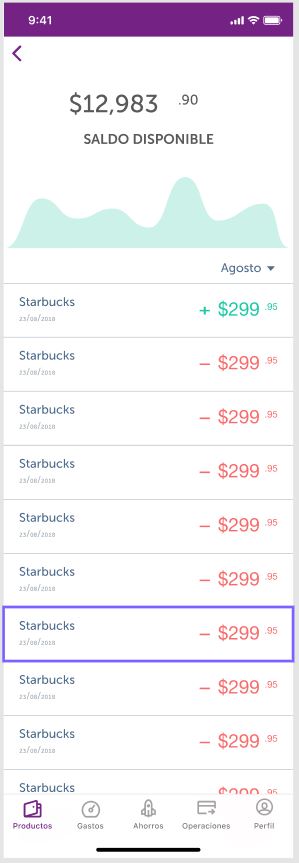 9:41
$12,983 .90
SALDO DISPONIBLE
Agosto
Starbucks
+ $299 .95
23/08/2018
Starbucks
– $299 .95
23/08/2018
Starbucks
– $299 .95
23/08/2018
Starbucks
– $299 .95
23/08/2018
Starbucks
– $299 .95
23/08/2018
Starbucks
– $299 .95
23/08/2018
Starbucks
– $299 .95
23/08/2018
Starbucks
– $299 .95
23/08/2018
Starbucks
– $299 .95
23/08/2018
Starbucks
– $299 .95
Productos Gastos Ahorros Operaciones Perfil